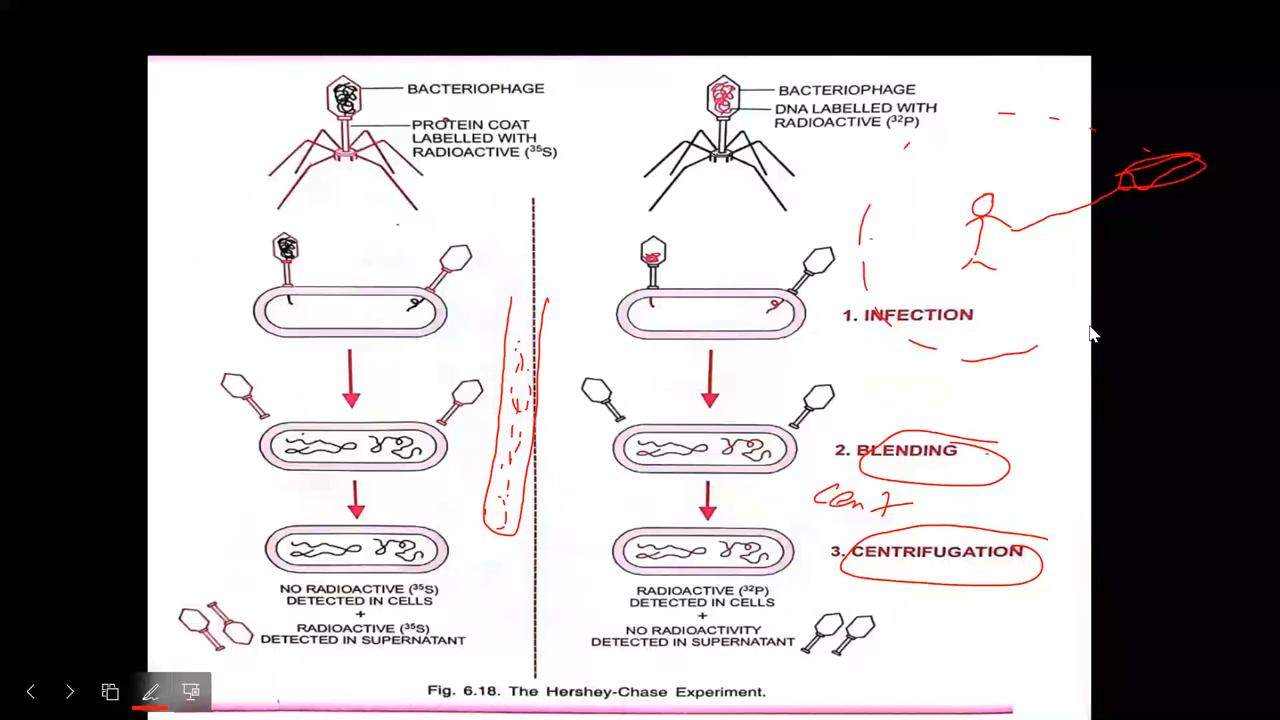 BACTERIOPHAGE
PROTEIN COAT
LABELLED WITH
RADIOACTIVE (³⁵S)
BACTERIOPHAGE
DNA LABELLED WITH
RADIOACTIVE (³²P)
1. INFECTION
2. BLENDING
cent
3. CENTRIFUGATION
NO RADIOACTIVE (³⁵S)
DETECTED IN CELLS
+
RADIOACTIVE (³⁵S)
DETECTED IN SUPERNATANT
RADIOACTIVE (³²P)
DETECTED IN CELLS
+
NO RADIOACTIVITY
DETECTED IN SUPERNATANT
Fig. 6.18. The Hershey-Chase Experiment.